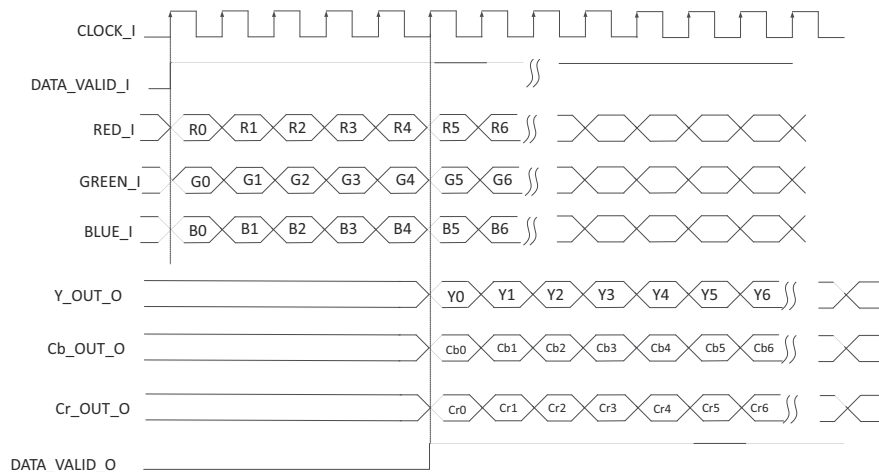 CLOCK_I
DATA_VALID_I
RED_I R0 R1 R2 R3 R4 R5 R6
GREEN_I G0 G1 G2 G3 G4 G5 G6
BLUE_I B0 B1 B2 B3 B4 B5 B6
Y_OUT_O Y0 Y1 Y2 Y3 Y4 Y5 Y6
Cb_OUT_O Cb0 Cb1 Cb2 Cb3 Cb4 Cb5 Cb6
Cr_OUT_O Cr0 Cr1 Cr2 Cr3 Cr4 Cr5 Cr6
DATA_VALID_O